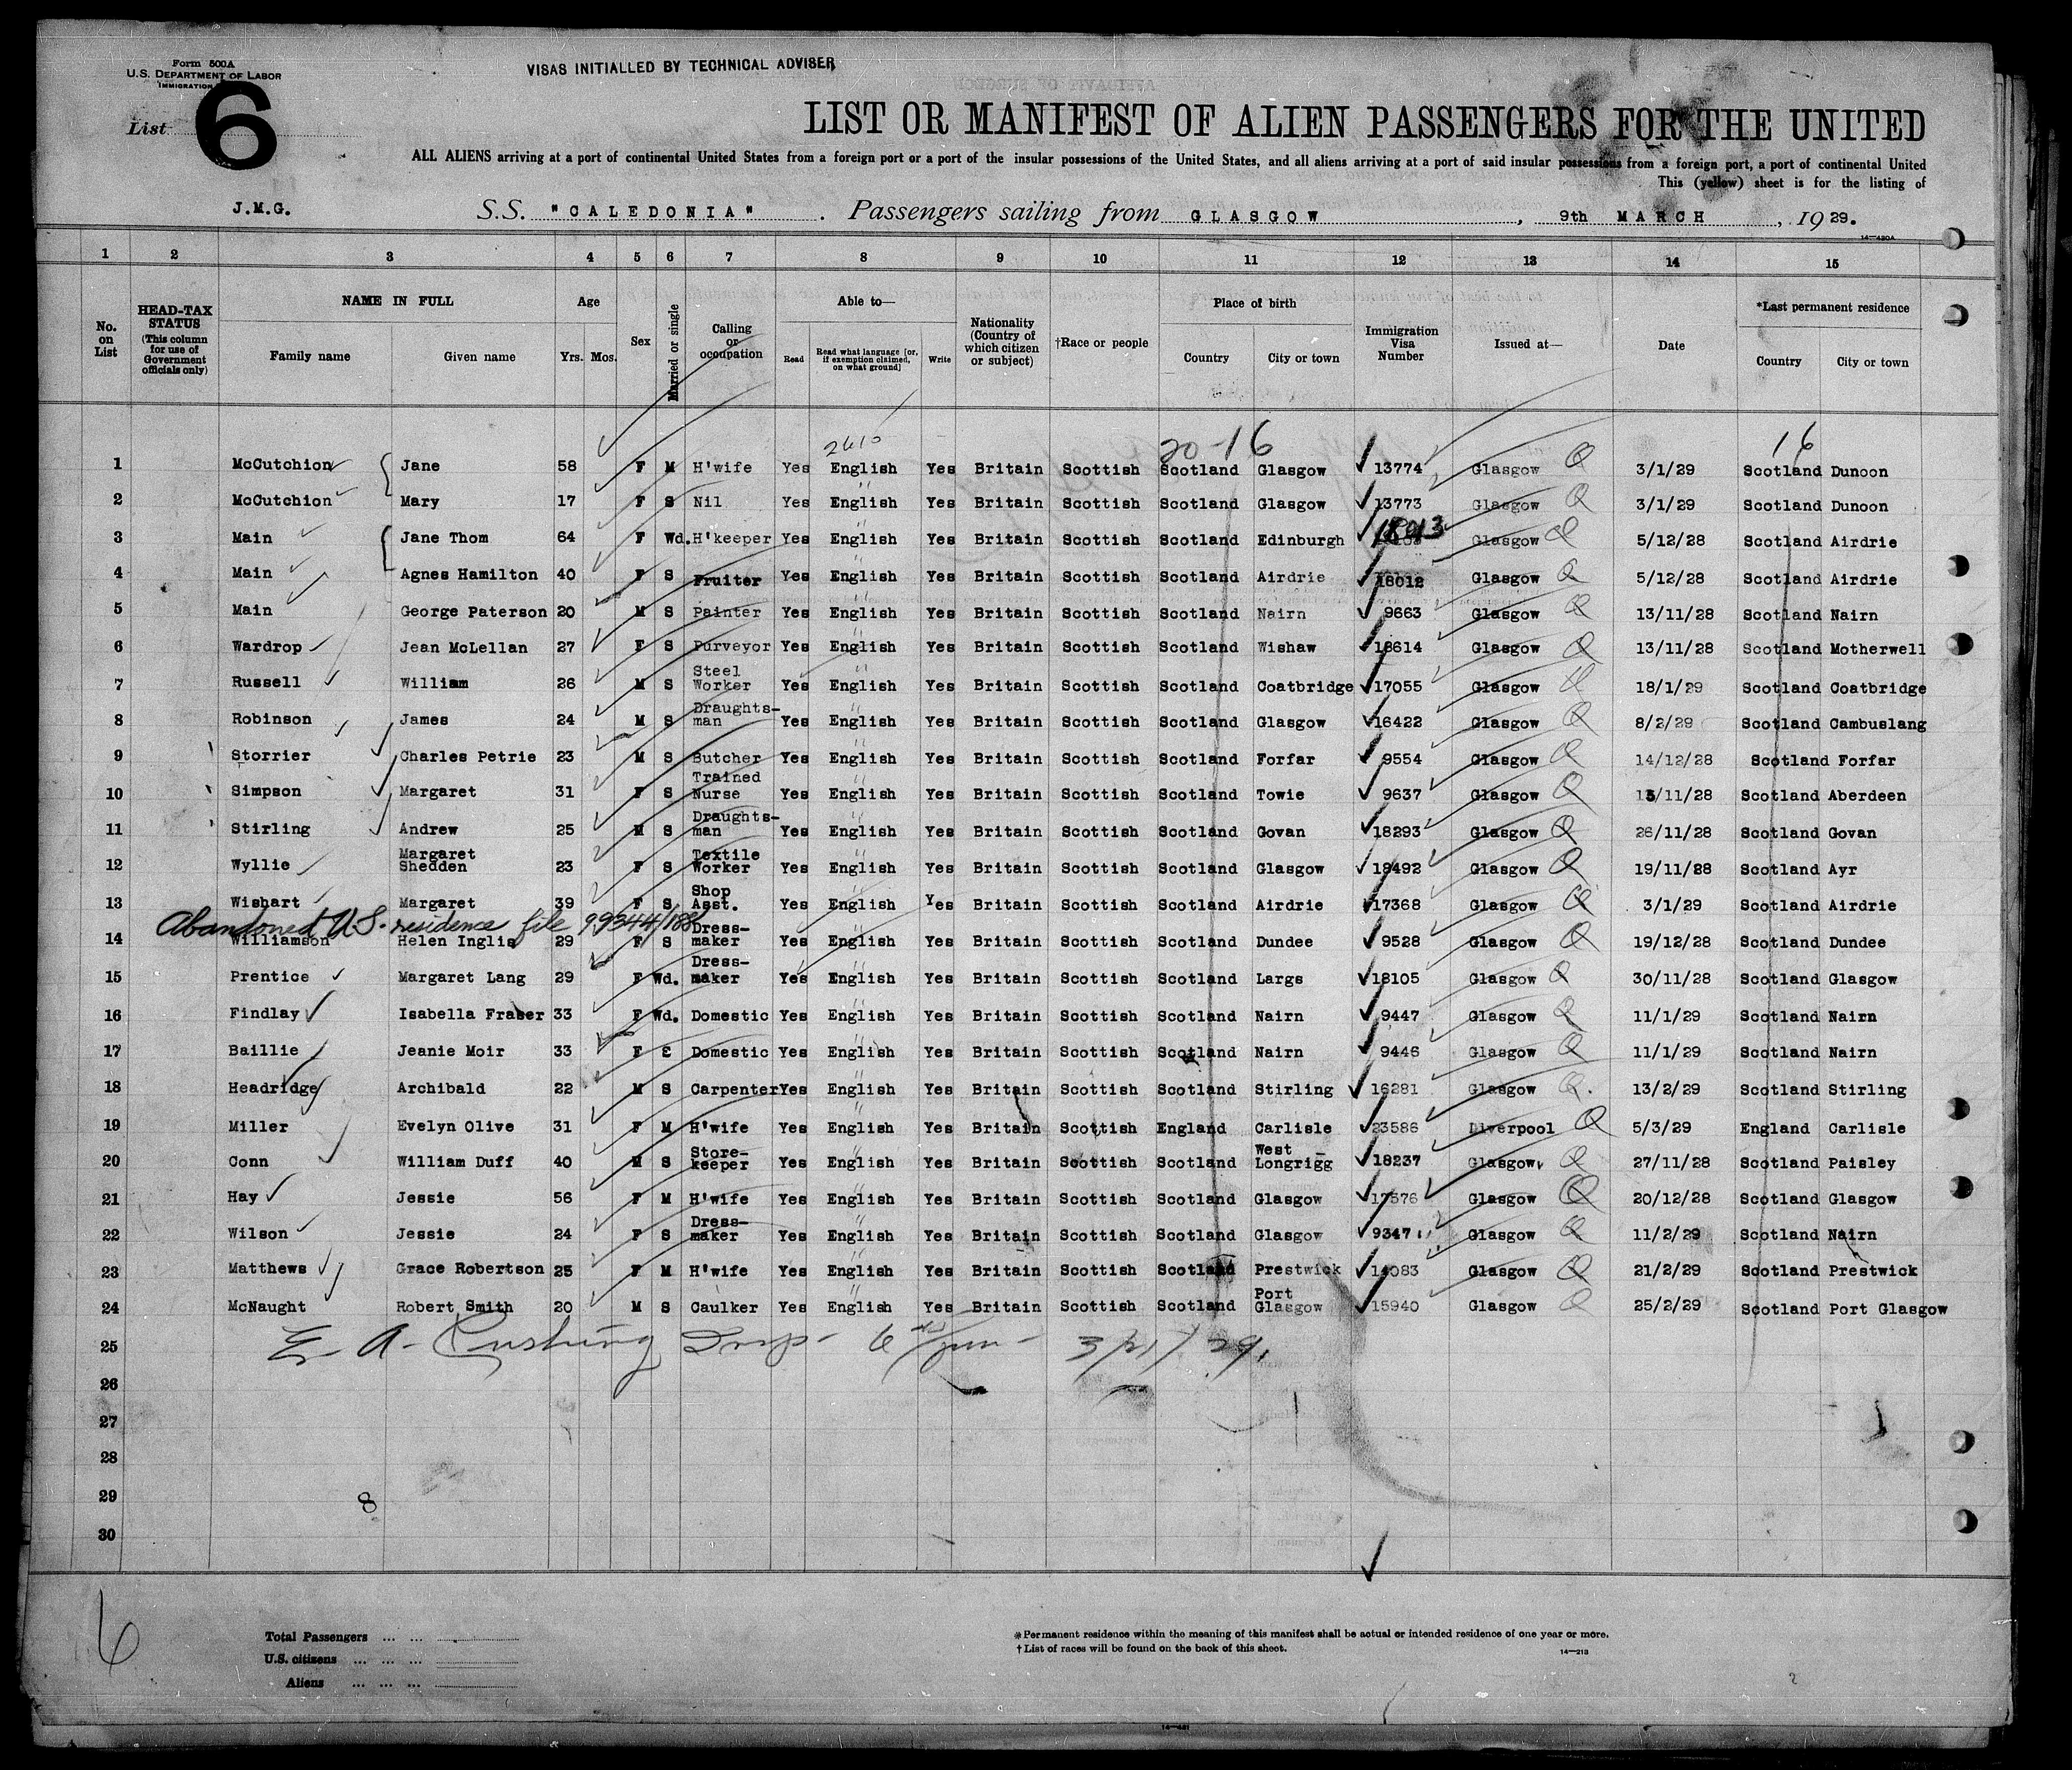 Form 500A
U.S. DEPARTMENT OF LABOR
IMMIGRATION
List 6
VISAS INITIALLED BY TECHNICAL ADVISER
LIST OR MANIFEST OF ALIEN PASSENGERS FOR THE UNITED
ALL ALIENS arriving at a port of continental United States from a foreign port or a port of the insular possessions of the United States, and all aliens arriving at a port of said insular possessions from a foreign port, a port of continental United
This (yellow) sheet is for the listing of
J.M.G.
S.S. "CALEDONIA" . Passengers sailing from GLASGOW , 9th MARCH , 19 29.
14-480A
1 2 3 4 5 6 7 8 9 10 11 12 13 14 15
No. on List
HEAD-TAX STATUS (This column for use of Government officials only)
NAME IN FULL
Family name Given name
Age
Yrs. Mos.
Sex
Married or single
Calling or occupation
Able to—
Read Read what language [or, if exemption claimed, on what ground] Write
Nationality (Country of which citizen or subject)
†Race or people
Place of birth
Country City or town
Immigration Visa Number
Issued at—
Date
*Last permanent residence
Country City or town
2610 20-16 16
1 McCutchion Jane 58 F M H'wife Yes English Yes Britain Scottish Scotland Glasgow 13774 Glasgow 3/1/29 Scotland Dunoon
2 McCutchion Mary 17 F S Nil Yes English Yes Britain Scottish Scotland Glasgow 13773 Glasgow 3/1/29 Scotland Dunoon
3 Main Jane Thom 64 F Wd. H'keeper Yes English Yes Britain Scottish Scotland Edinburgh 18013 Glasgow 5/12/28 Scotland Airdrie
4 Main Agnes Hamilton 40 F S Fruiter Yes English Yes Britain Scottish Scotland Airdrie 18012 Glasgow 5/12/28 Scotland Airdrie
5 Main George Paterson 20 M S Painter Yes English Yes Britain Scottish Scotland Nairn 9663 Glasgow 13/11/28 Scotland Nairn
6 Wardrop Jean McLellan 27 F S Purveyor Yes English Yes Britain Scottish Scotland Wishaw 18614 Glasgow 13/11/28 Scotland Motherwell
7 Russell William 26 M S Steel Worker Yes English Yes Britain Scottish Scotland Coatbridge 17055 Glasgow 18/1/29 Scotland Coatbridge
8 Robinson James 24 M S Draughts-man Yes English Yes Britain Scottish Scotland Glasgow 16422 Glasgow 8/2/29 Scotland Cambuslang
9 Storrier Charles Petrie 23 M S Butcher Yes English Yes Britain Scottish Scotland Forfar 9554 Glasgow 14/12/28 Scotland Forfar
10 Simpson Margaret 31 F S Trained Nurse Yes English Yes Britain Scottish Scotland Towie 9637 Glasgow 15/11/28 Scotland Aberdeen
11 Stirling Andrew 25 M S Draughts-man Yes English Yes Britain Scottish Scotland Govan 18293 Glasgow 26/11/28 Scotland Govan
12 Wyllie Margaret Shedden 23 F S Textile Worker Yes English Yes Britain Scottish Scotland Glasgow 18492 Glasgow 19/11/28 Scotland Ayr
13 Wishart Margaret 39 F S Shop Asst. Yes English Yes Britain Scottish Scotland Airdrie 17368 Glasgow 3/1/29 Scotland Airdrie
Abandoned U.S. residence file 99344/188
14 Williamson Helen Inglis 29 F S Dress-maker Yes English Yes Britain Scottish Scotland Dundee 9528 Glasgow 19/12/28 Scotland Dundee
15 Prentice Margaret Lang 29 F Wd. Dress-maker Yes English Yes Britain Scottish Scotland Largs 18105 Glasgow 30/11/28 Scotland Glasgow
16 Findlay Isabella Fraser 33 F Wd. Domestic Yes English Yes Britain Scottish Scotland Nairn 9447 Glasgow 11/1/29 Scotland Nairn
17 Baillie Jeanie Moir 33 F S Domestic Yes English Yes Britain Scottish Scotland Nairn 9446 Glasgow 11/1/29 Scotland Nairn
18 Headridge Archibald 22 M S Carpenter Yes English Yes Britain Scottish Scotland Stirling 16281 Glasgow 13/2/29 Scotland Stirling
19 Miller Evelyn Olive 31 F M H'wife Yes English Yes Britain Scottish England Carlisle 23586 Liverpool 5/3/29 England Carlisle
20 Conn William Duff 40 M S Store-keeper Yes English Yes Britain Scottish Scotland West Longrigg 18237 Glasgow 27/11/28 Scotland Paisley
21 Hay Jessie 56 F M H'wife Yes English Yes Britain Scottish Scotland Glasgow 17576 Glasgow 20/12/28 Scotland Glasgow
22 Wilson Jessie 24 F S Dress-maker Yes English Yes Britain Scottish Scotland Glasgow 9347 Glasgow 11/2/29 Scotland Nairn
23 Matthews Grace Robertson 25 F M H'wife Yes English Yes Britain Scottish Scotland Prestwick 14083 Glasgow 21/2/29 Scotland Prestwick
24 McNaught Robert Smith 20 M S Caulker Yes English Yes Britain Scottish Scotland Port Glasgow 15940 Glasgow 25/2/29 Scotland Port Glasgow
25 E. A. Rushing Insp
26
27
28
29 8
30
6
Total Passengers ... ...
U.S. citizens ... ... ...
Aliens ... ... ...
*Permanent residence within the meaning of this manifest shall be actual or intended residence of one year or more.
†List of races will be found on the back of this sheet.
14-213